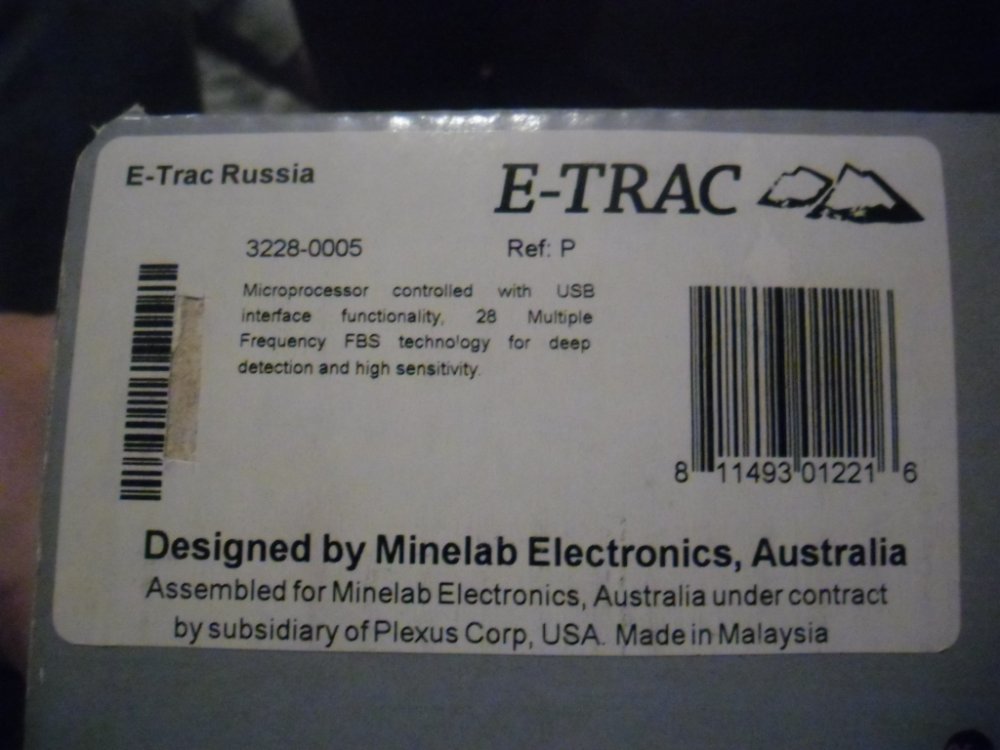 E-Trac Russia
E-TRAC
3228-0005 Ref: P
Microprocessor controlled with USB
interface functionality, 28 Multiple
Frequency FBS technology for deep
detection and high sensitivity.
8 11493 01221 6
Designed by Minelab Electronics, Australia
Assembled for Minelab Electronics, Australia under contract
by subsidiary of Plexus Corp, USA. Made in Malaysia